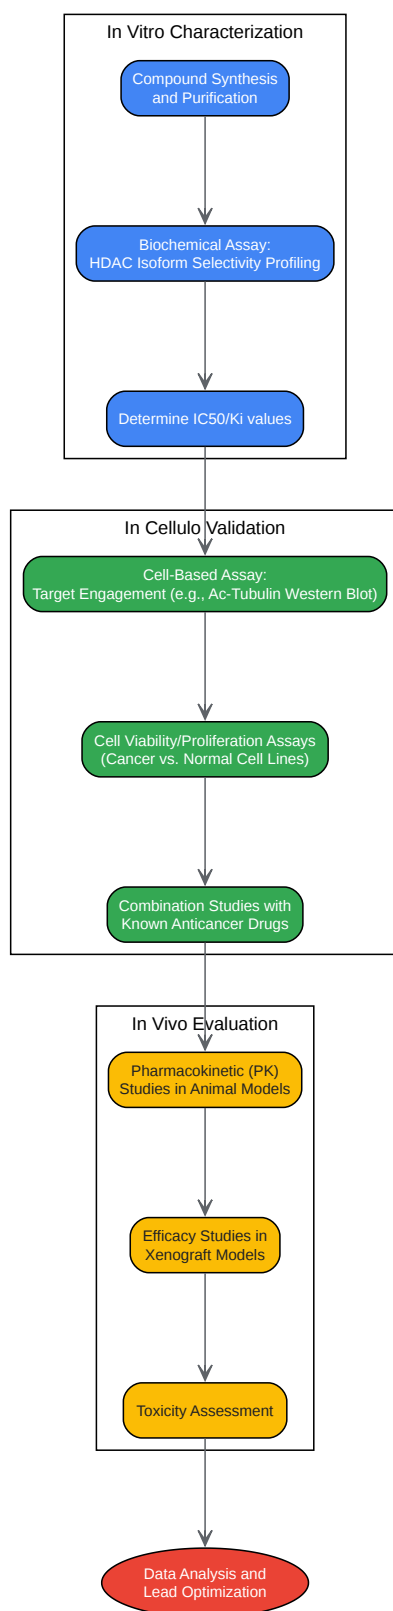 In Vitro Characterization
Compound Synthesis
and Purification
Biochemical Assay:
HDAC Isoform Selectivity Profiling
Determine IC50/Ki values
In Cellulo Validation
Cell-Based Assay:
Target Engagement (e.g., Ac-Tubulin Western Blot)
Cell Viability/Proliferation Assays
(Cancer vs. Normal Cell Lines)
Combination Studies with
Known Anticancer Drugs
In Vivo Evaluation
Pharmacokinetic (PK)
Studies in Animal Models
Efficacy Studies in
Xenograft Models
Toxicity Assessment
Data Analysis and
Lead Optimization